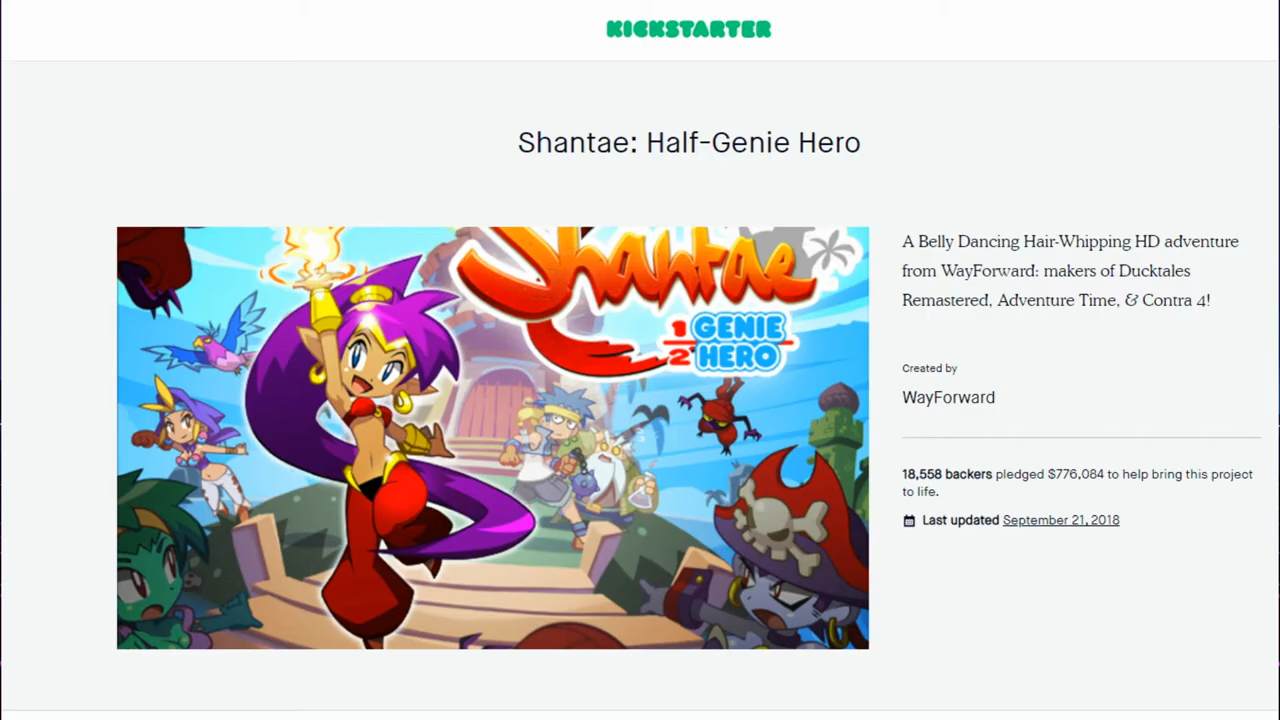 KICKSTARTER
Shantae: Half-Genie Hero
Shantae
1/2 GENIE
HERO
A Belly Dancing Hair-Whipping HD adventure
from WayForward: makers of Ducktales
Remastered, Adventure Time, & Contra 4!
Created by
WayForward
18,558 backers pledged $776,084 to help bring this project
to life.
Last updated September 21, 2018